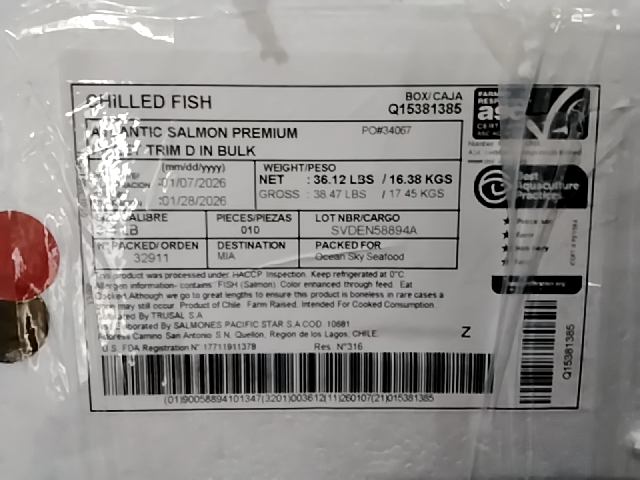 CHILLED FISH
BOX/CAJA
Q15381385
ATLANTIC SALMON PREMIUM
PO#34067
TRIM D IN BULK
(mm/dd/yyyy)
01/07/2026
01/28/2026
WEIGHT/PESO
NET : 36.12 LBS / 16.38 KGS
GROSS : 38.47 LBS / 17.45 KGS
PIECES/PIEZAS
010
LOT NBR/CARGO
SVDEN58894A
N° PACKED/ORDEN
32911
DESTINATION
MIA
PACKED FOR
Ocean Sky Seafood
This product was processed under HACCP Inspection. Keep refrigerated at 0°C
Allergen information- contains: FISH (Salmon) Color enhanced through feed. Eat
Cooked. Although we go to great lengths to ensure this product is boneless in rare cases a
bone may still occur. Product of Chile. Farm Raised. Intended For Cooked Consumption
by TRUSAL S.A
Elaborated By SALMONES PACIFIC STAR S.A COD 10681
Address Camino San Antonio S.N. Quellón, Región de los Lagos, CHILE.
U.S. FDA Registration N° 17711911378
Res. N°316
Z
(01)90058894101347(3201)003612(11)260107(21)015381385
Best
Aquaculture
Practices
Q15381385